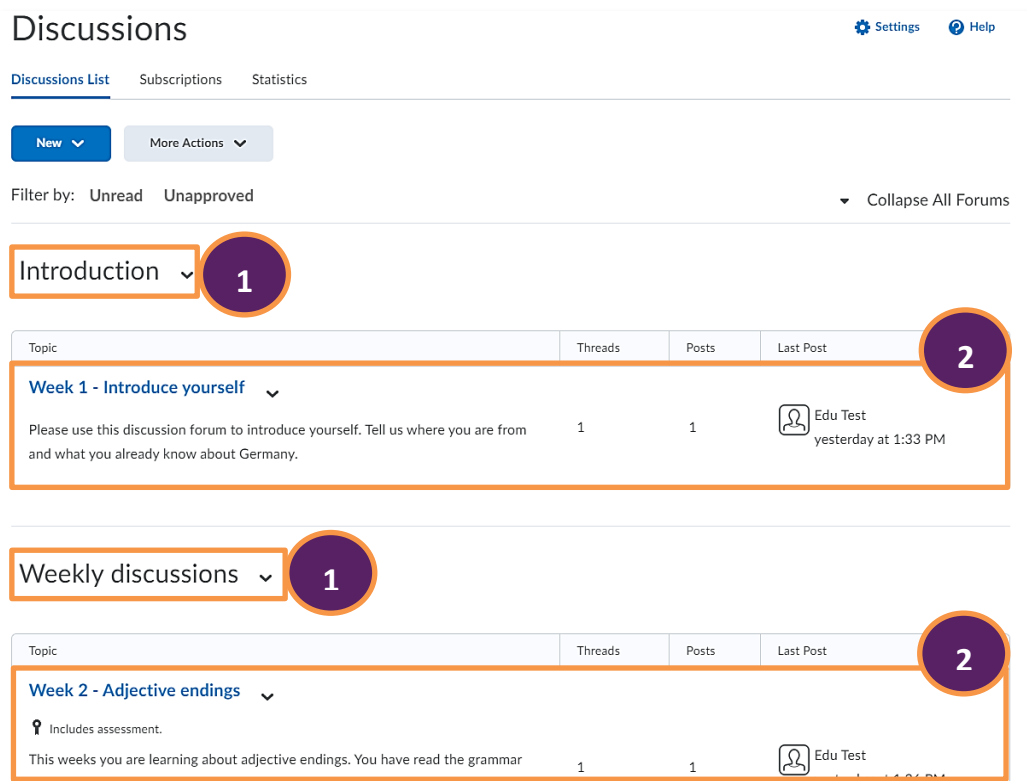 Discussions
Settings
Help
Discussions List
Subscriptions
Statistics
New
More Actions
Filter by: Unread Unapproved
Collapse All Forums
Introduction
1
2
Topic Threads Posts Last Post
Week 1 - Introduce yourself
Please use this discussion forum to introduce yourself. Tell us where you are from
and what you already know about Germany.
1
1
Edu Test
yesterday at 1:33 PM
Weekly discussions
1
2
Topic Threads Posts Last Post
Week 2 - Adjective endings
Includes assessment.
This weeks you are learning about adjective endings. You have read the grammar
1
1
Edu Test